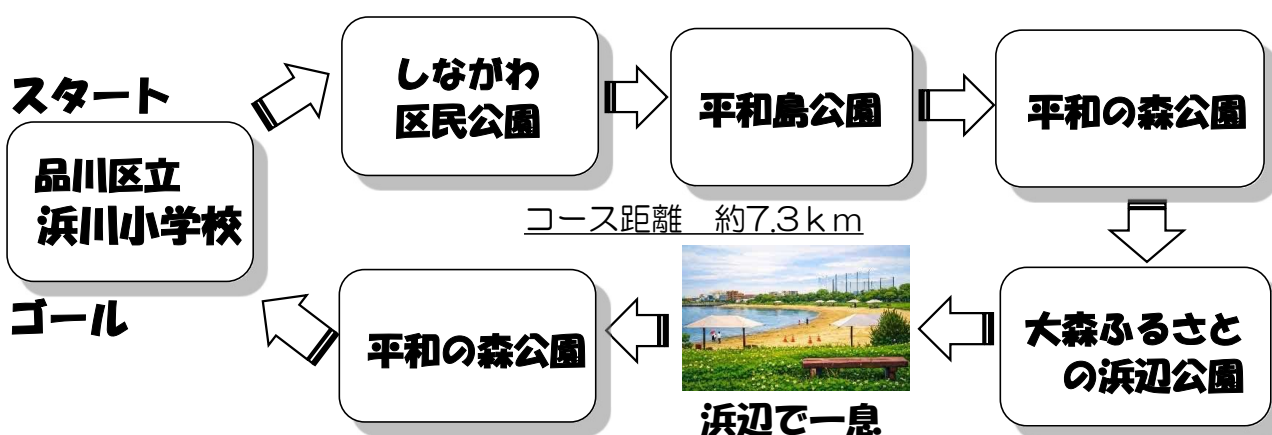 スタート
品川区立
浜川小学校
ゴール
しながわ
区民公園
平和島公園
平和の森公園
コース距離 約7.3km
大森ふるさと
の浜辺公園
浜辺で一息
平和の森公園